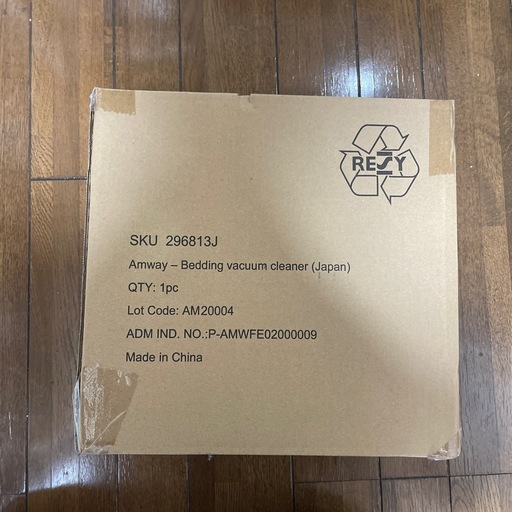 RESY
SKU 296813J
Amway – Bedding vacuum cleaner (Japan)
QTY: 1pc
Lot Code: AM20004
ADM IND. NO.:P-AMWFE02000009
Made in China